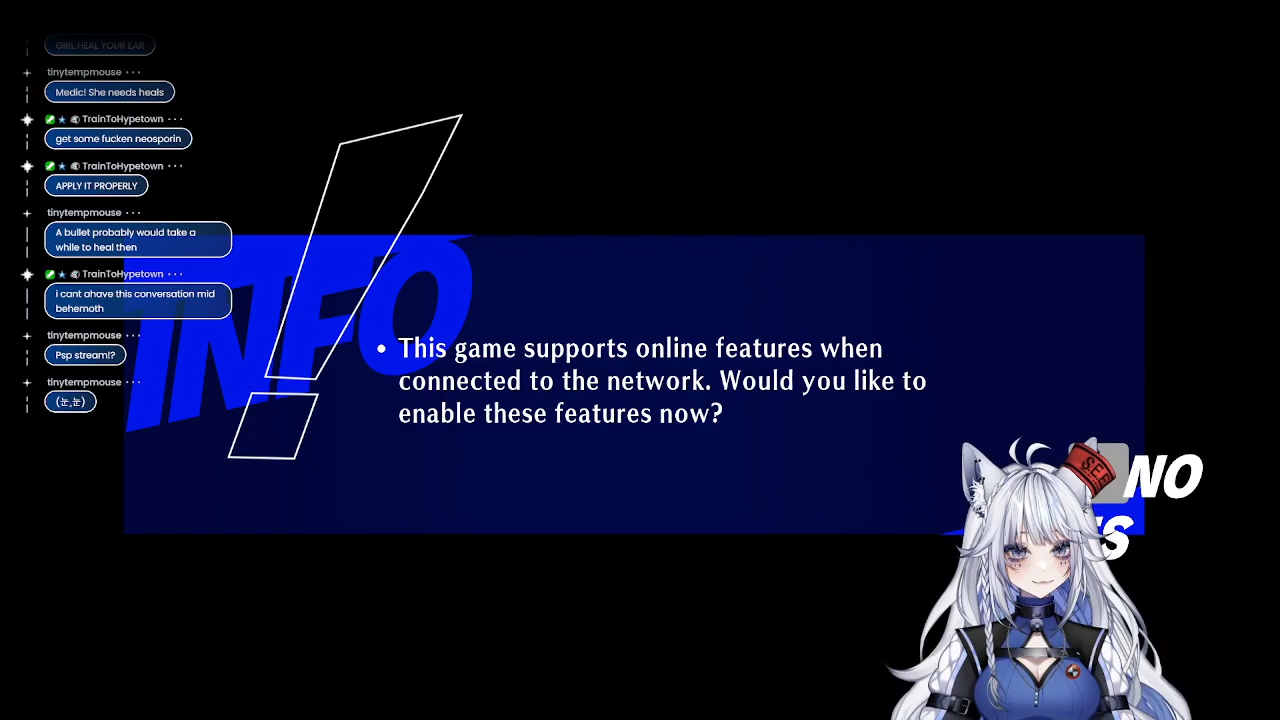 GIRL HEAL YOUR EAR
tinytempmouse
Medic! She needs heals
TrainToHypetown
get some fucken neosporin
TrainToHypetown
APPLY IT PROPERLY
tinytempmouse
A bullet probably would take a
while to heal then
TrainToHypetown
i cant ahave this conversation mid
behemoth
tinytempmouse
Psp stream!?
tinytempmouse
(눈_눈)
INFO
!
• This game supports online features when
connected to the network. Would you like to
enable these features now?
NO